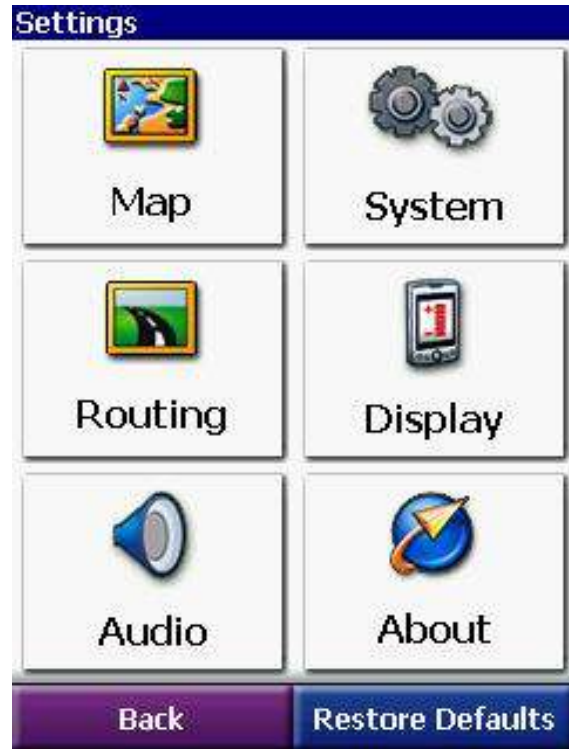 Settings
Map
System
Routing
Display
Audio
About
Back
Restore Defaults